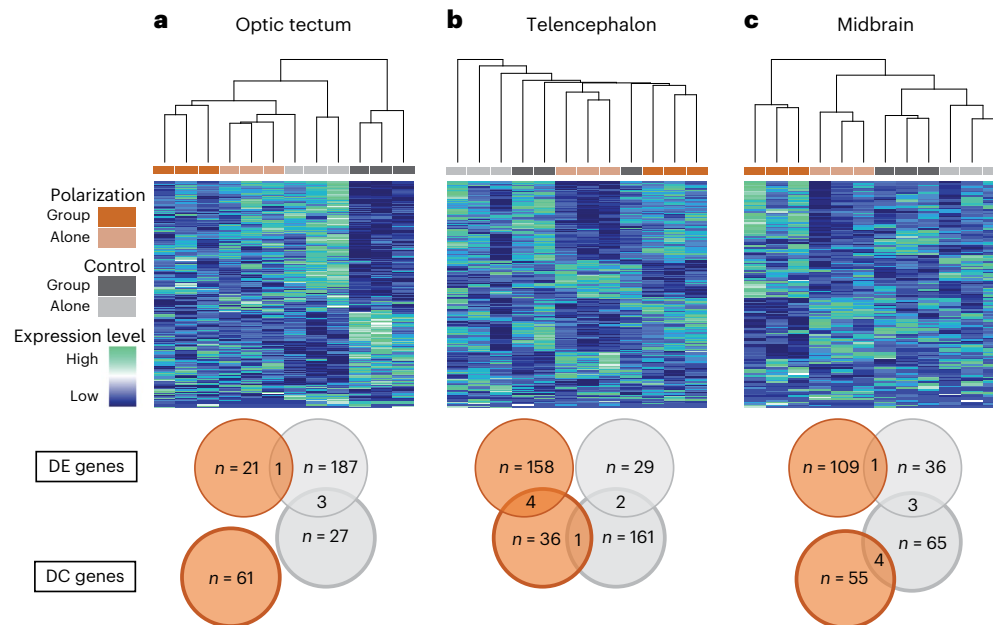 a Optic tectum
b Telencephalon
c Midbrain
Polarization
Group
Alone
Control
Group
Alone
Expression level
High
Low
DE genes
n = 21 1 n = 187
3
n = 27
n = 158 n = 29
4 2
n = 36 1 n = 161
n = 109 1 n = 36
3
n = 65
4
n = 55
DC genes
n = 61